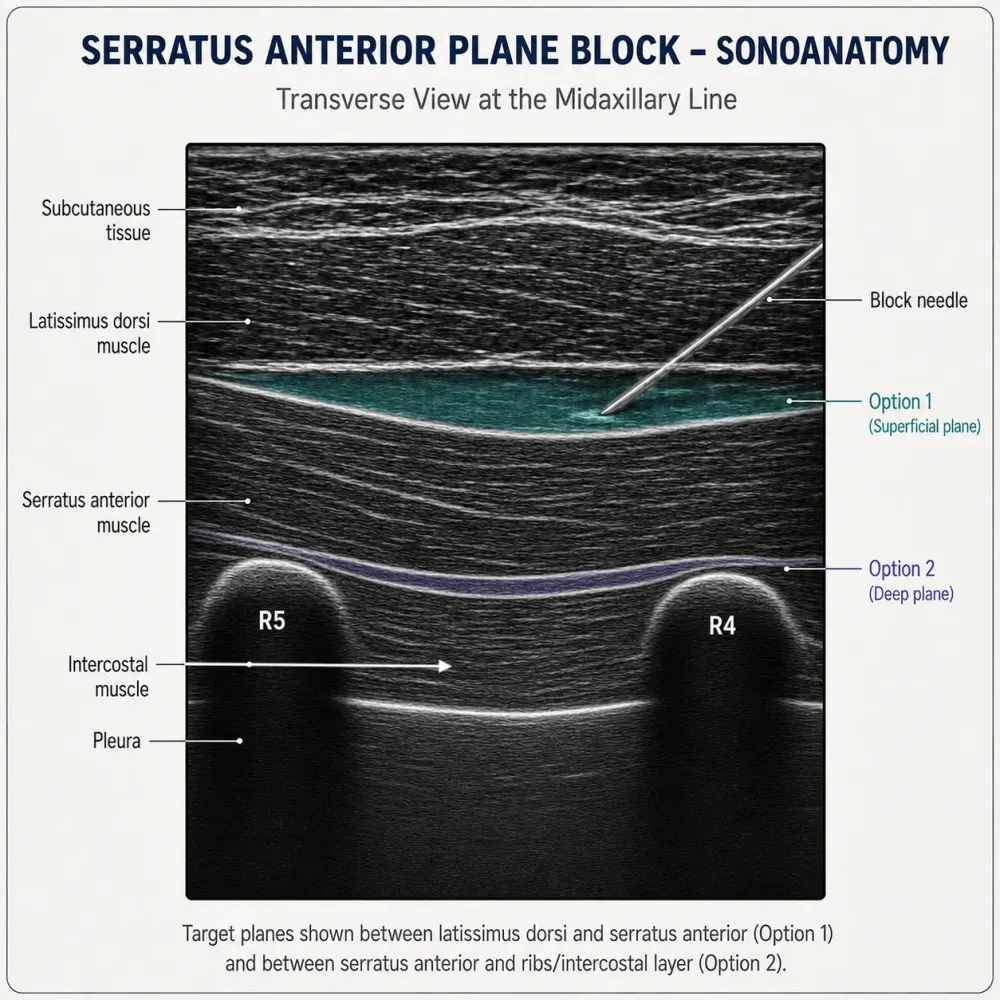 SERRATUS ANTERIOR PLANE BLOCK – SONOANATOMY
Transverse View at the Midaxillary Line
Subcutaneous
tissue
Latissimus dorsi
muscle
Block needle
Option 1
(Superficial plane)
Serratus anterior
muscle
Option 2
(Deep plane)
R5
R4
Intercostal
muscle
Pleura
Target planes shown between latissimus dorsi and serratus anterior (Option 1)
and between serratus anterior and ribs/intercostal layer (Option 2).